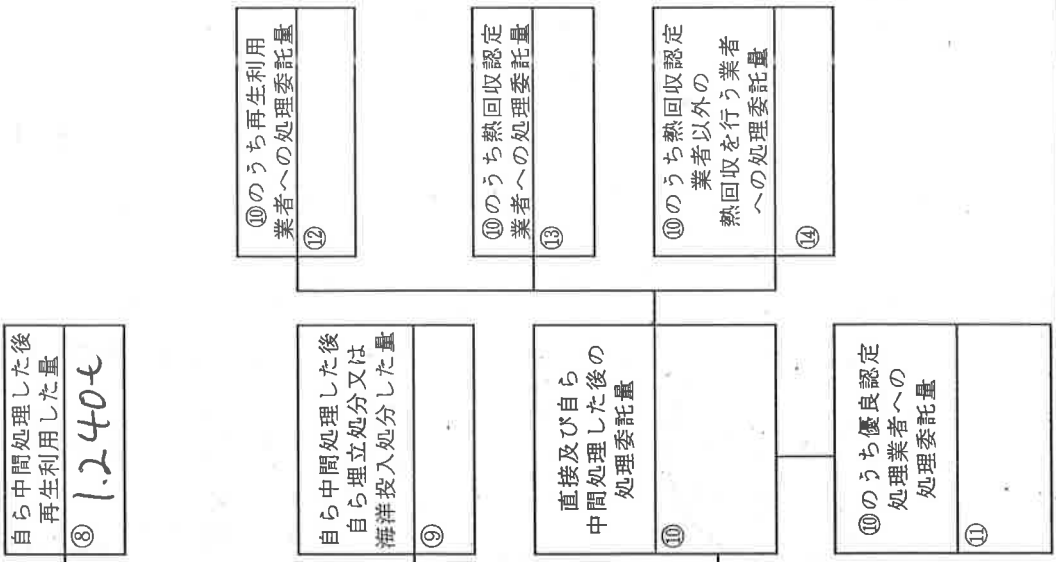 自ら中間処理した後
再生利用した量
⑧ 1.240t
自ら中間処理した後
自ら埋立処分又は
海洋投入処分した量
⑨
直接及び自ら
中間処理した後の
処理委託量
⑩
⑩のうち優良認定
処理業者への
処理委託量
⑪
⑩のうち再生利用
業者への処理委託量
⑫
⑩のうち熱回収認定
業者への処理委託量
⑬
⑩のうち熱回収認定
業者以外の
熱回収を行う業者
への処理委託量
⑭